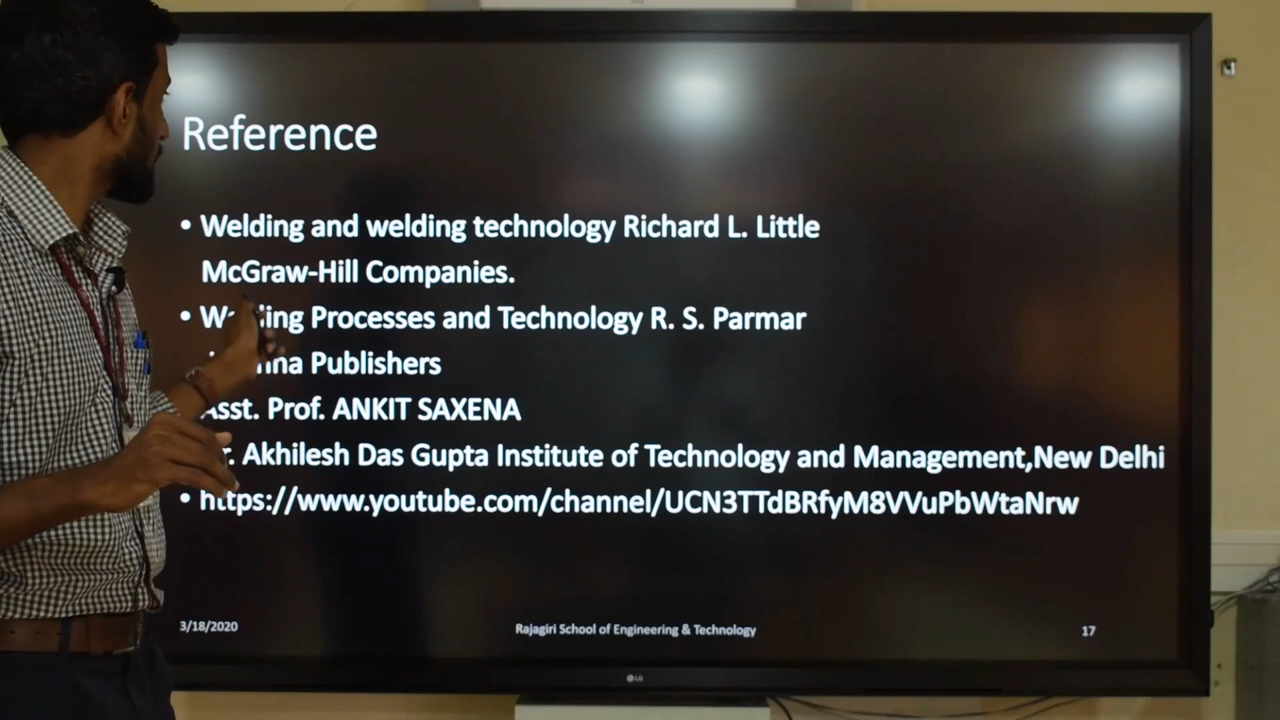 Reference
• Welding and welding technology Richard L. Little
McGraw-Hill Companies.
• Processes and Technology R. S. Parmar
Publishers
Asst. Prof. ANKIT SAXENA
Akhilesh Das Gupta Institute of Technology and Management,New Delhi
• https://www.youtube.com/channel/UCN3TTdBRfyM8VVuPbWtaNrw
3/18/2020 Rajagiri School of Engineering & Technology 17
LG